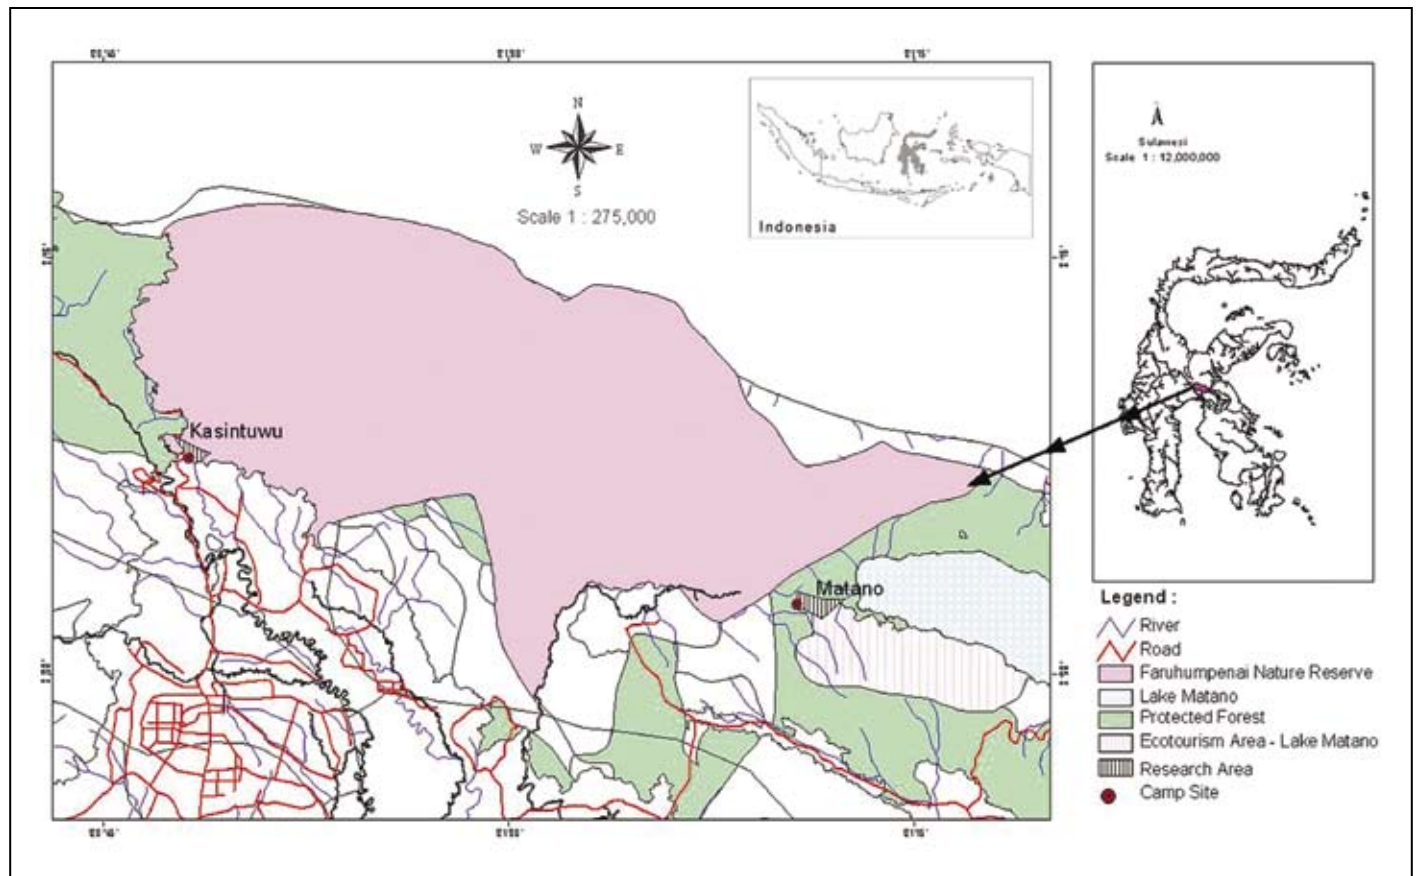 N
W E
S
Scale 1 : 275,000
Indonesia
Kasintuwu
Matano
Sulawesi
Scale 1 : 12,000,000
Legend :
River
Road
Faruhumpenai Nature Reserve
Lake Matano
Protected Forest
Ecotourism Area - Lake Matano
Research Area
Camp Site